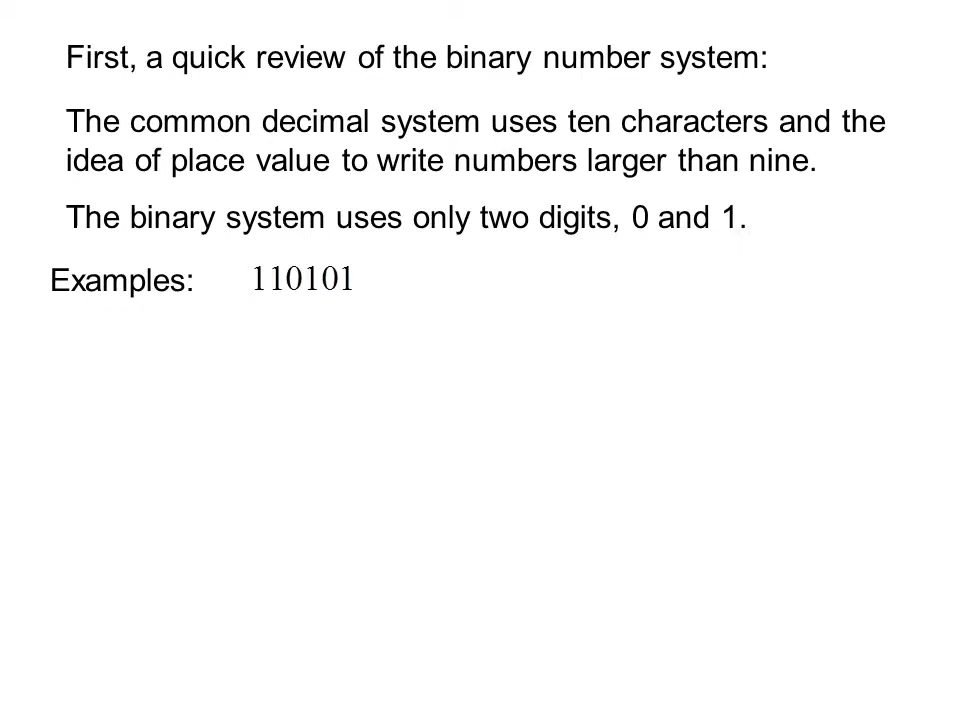 First, a quick review of the binary number system:
The common decimal system uses ten characters and the
idea of place value to write numbers larger than nine.
The binary system uses only two digits, 0 and 1.
Examples: 110101